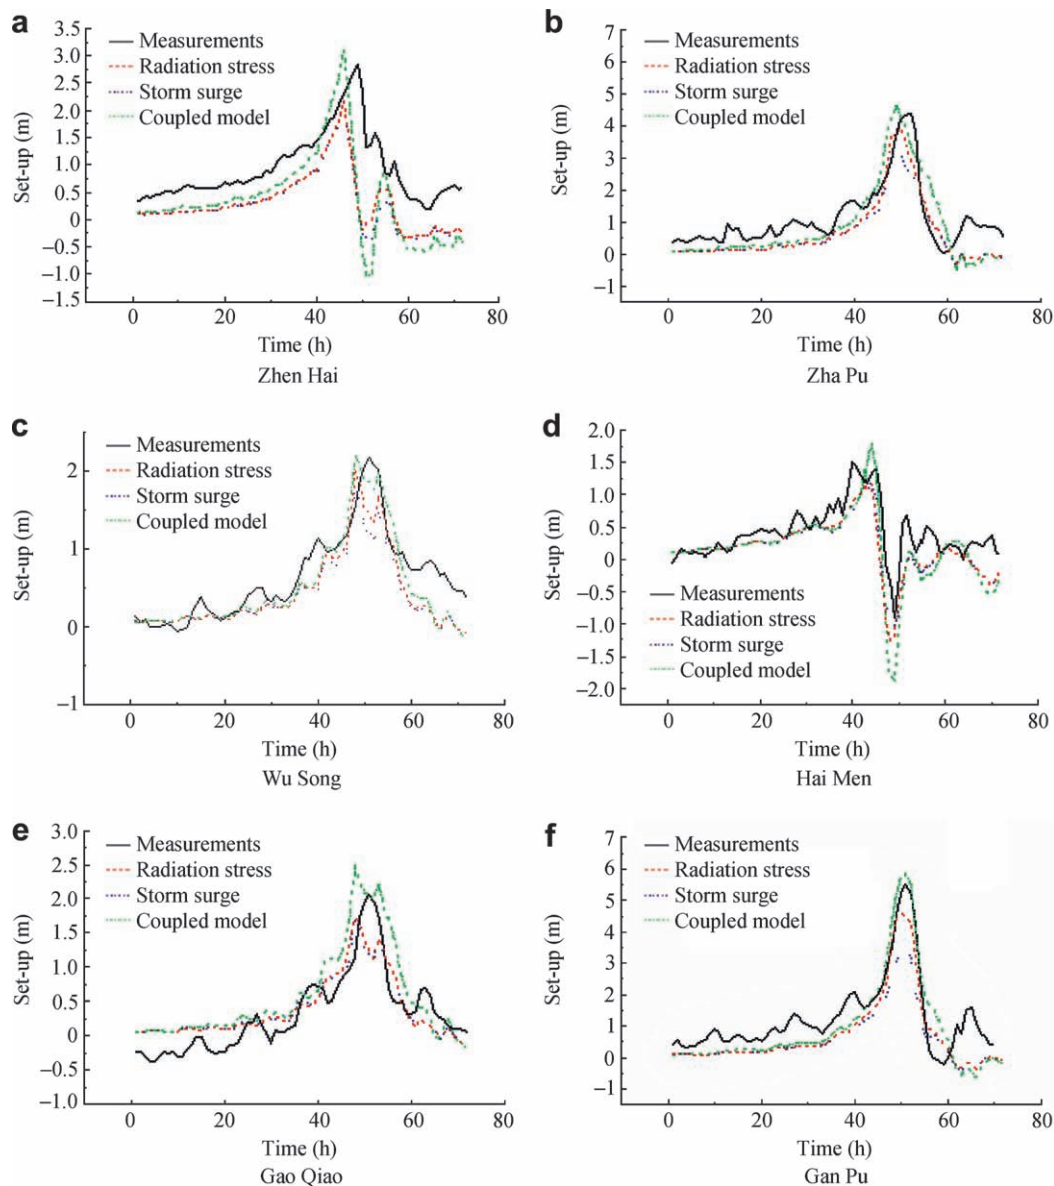 a
3.5
3.0
2.5
2.0
1.5
1.0
0.5
0
−0.5
−1.0
−1.5
Set-up (m)
Measurements
Radiation stress
Storm surge
Coupled model
0 20 40 60 80
Time (h)
Zhen Hai
b
7
6
5
4
3
2
1
0
−1
Set-up (m)
Measurements
Radiation stress
Storm surge
Coupled model
0 20 40 60 80
Time (h)
Zha Pu
c
2
1
0
−1
Set-up (m)
Measurements
Radiation stress
Storm surge
Coupled model
0 20 40 60 80
Time (h)
Wu Song
d
2.0
1.5
1.0
0.5
0
−0.5
−1.0
−1.5
−2.0
Set-up (m)
Measurements
Radiation stress
Storm surge
Coupled model
0 20 40 60 80
Time (h)
Hai Men
e
3.0
2.5
2.0
1.5
1.0
0.5
0
−0.5
−1.0
Set-up (m)
Measurements
Radiation stress
Storm surge
Coupled model
0 20 40 60 80
Time (h)
Gao Qiao
f
7
6
5
4
3
2
1
0
−1
Set-up (m)
Measurements
Radiation stress
Storm surge
Coupled model
0 20 40 60 80
Time (h)
Gan Pu